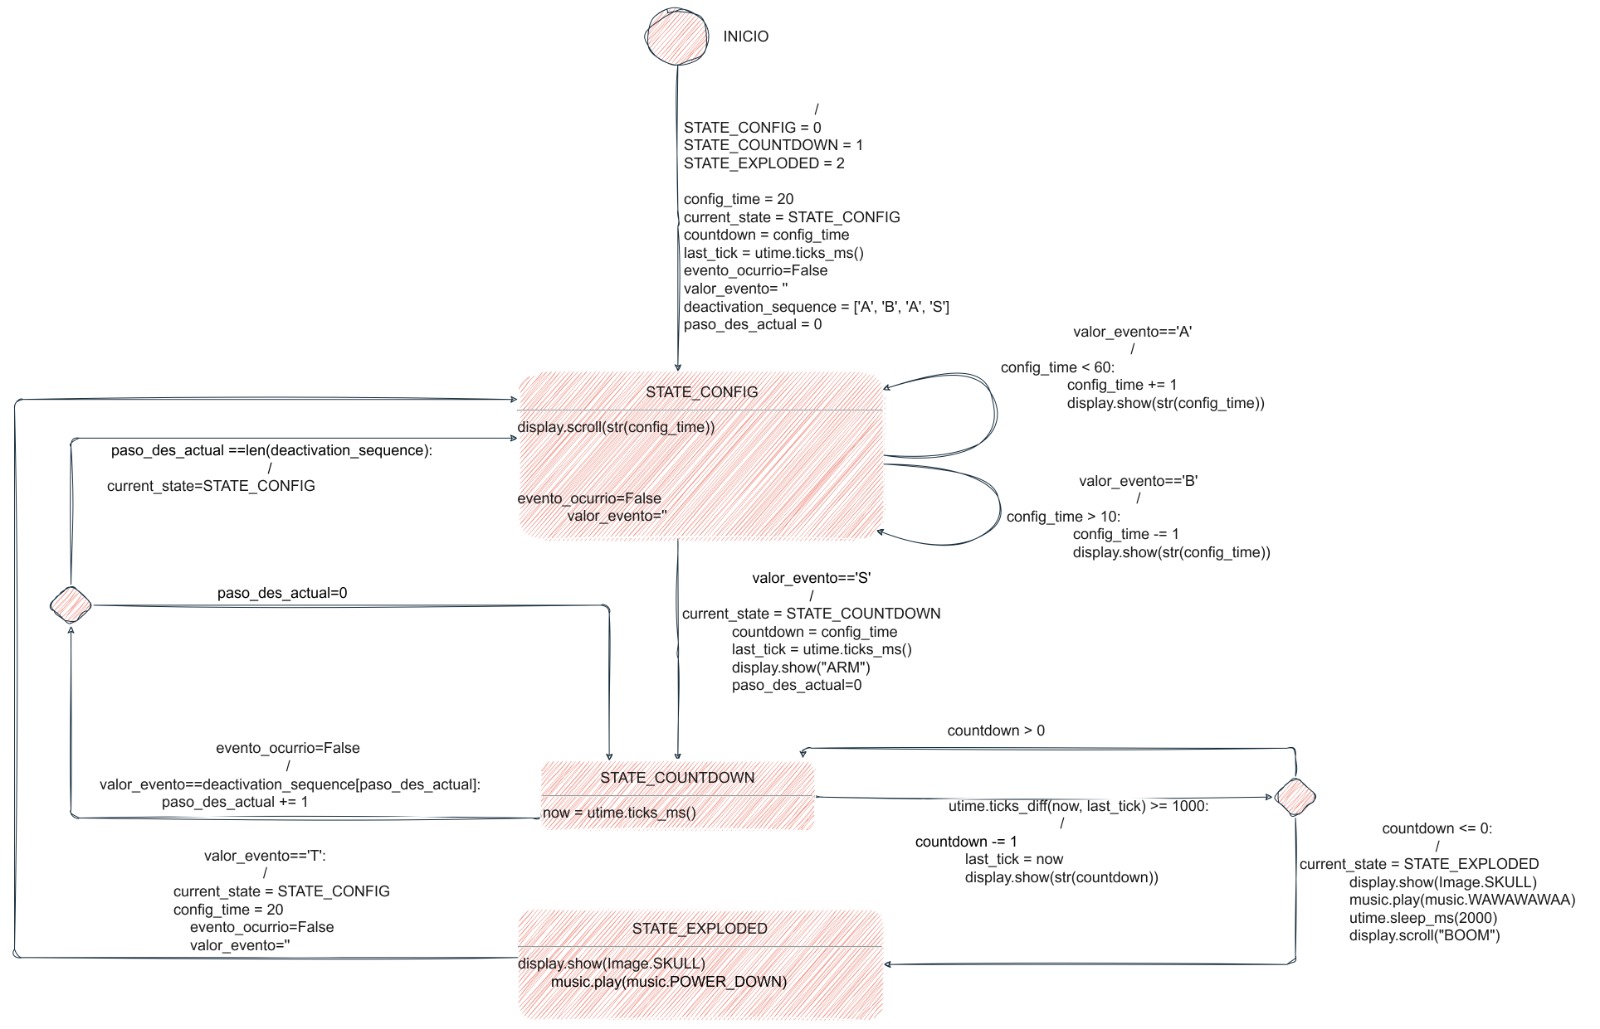 INICIO
/
STATE_CONFIG = 0
STATE_COUNTDOWN = 1
STATE_EXPLODED = 2
config_time = 20
current_state = STATE_CONFIG
countdown = config_time
last_tick = utime.ticks_ms()
evento_ocurrio=False
valor_evento= ''
deactivation_sequence = ['A', 'B', 'A', 'S']
paso_des_actual = 0
valor_evento=='A'
/
config_time < 60:
config_time += 1
display.show(str(config_time))
STATE_CONFIG
display.scroll(str(config_time))
evento_ocurrio=False
valor_evento=''
paso_des_actual ==len(deactivation_sequence):
/
current_state=STATE_CONFIG
valor_evento=='B'
/
config_time > 10:
config_time -= 1
display.show(str(config_time))
paso_des_actual=0
valor_evento=='S'
/
current_state = STATE_COUNTDOWN
countdown = config_time
last_tick = utime.ticks_ms()
display.show("ARM")
paso_des_actual=0
evento_ocurrio=False
/
valor_evento==deactivation_sequence[paso_des_actual]:
paso_des_actual += 1
STATE_COUNTDOWN
now = utime.ticks_ms()
countdown > 0
utime.ticks_diff(now, last_tick) >= 1000:
/
countdown -= 1
last_tick = now
display.show(str(countdown))
countdown <= 0:
/
current_state = STATE_EXPLODED
display.show(Image.SKULL)
music.play(music.WAWAWAWAA)
utime.sleep_ms(2000)
display.scroll("BOOM")
valor_evento=='T':
/
current_state = STATE_CONFIG
config_time = 20
evento_ocurrio=False
valor_evento=''
STATE_EXPLODED
display.show(Image.SKULL)
music.play(music.POWER_DOWN)